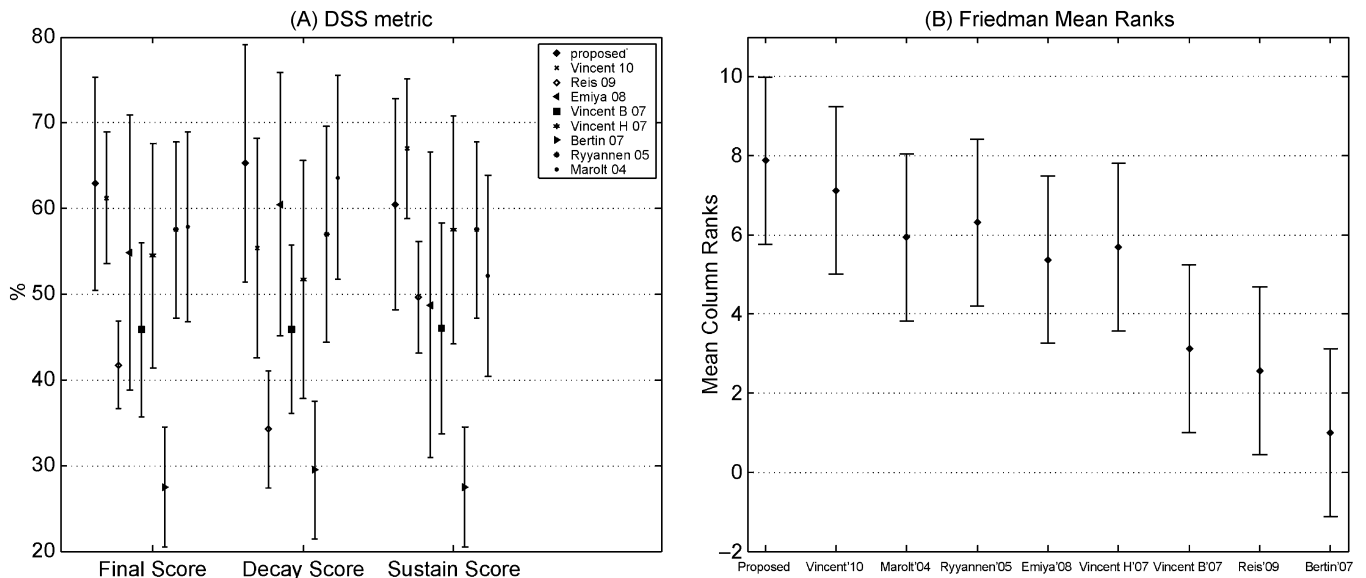 (A) DSS metric
80
70
60
50
40
30
20
%
proposed
Vincent 10
Reis 09
Emiya 08
Vincent B 07
Vincent H 07
Bertin 07
Ryyannen 05
Marolt 04
Final Score
Decay Score
Sustain Score
(B) Friedman Mean Ranks
10
8
6
4
2
0
−2
Mean Column Ranks
Proposed
Vincent'10
Marolt'04
Ryyannen'05
Emiya'08
Vincent H'07
Vincent B'07
Reis'09
Bertin'07